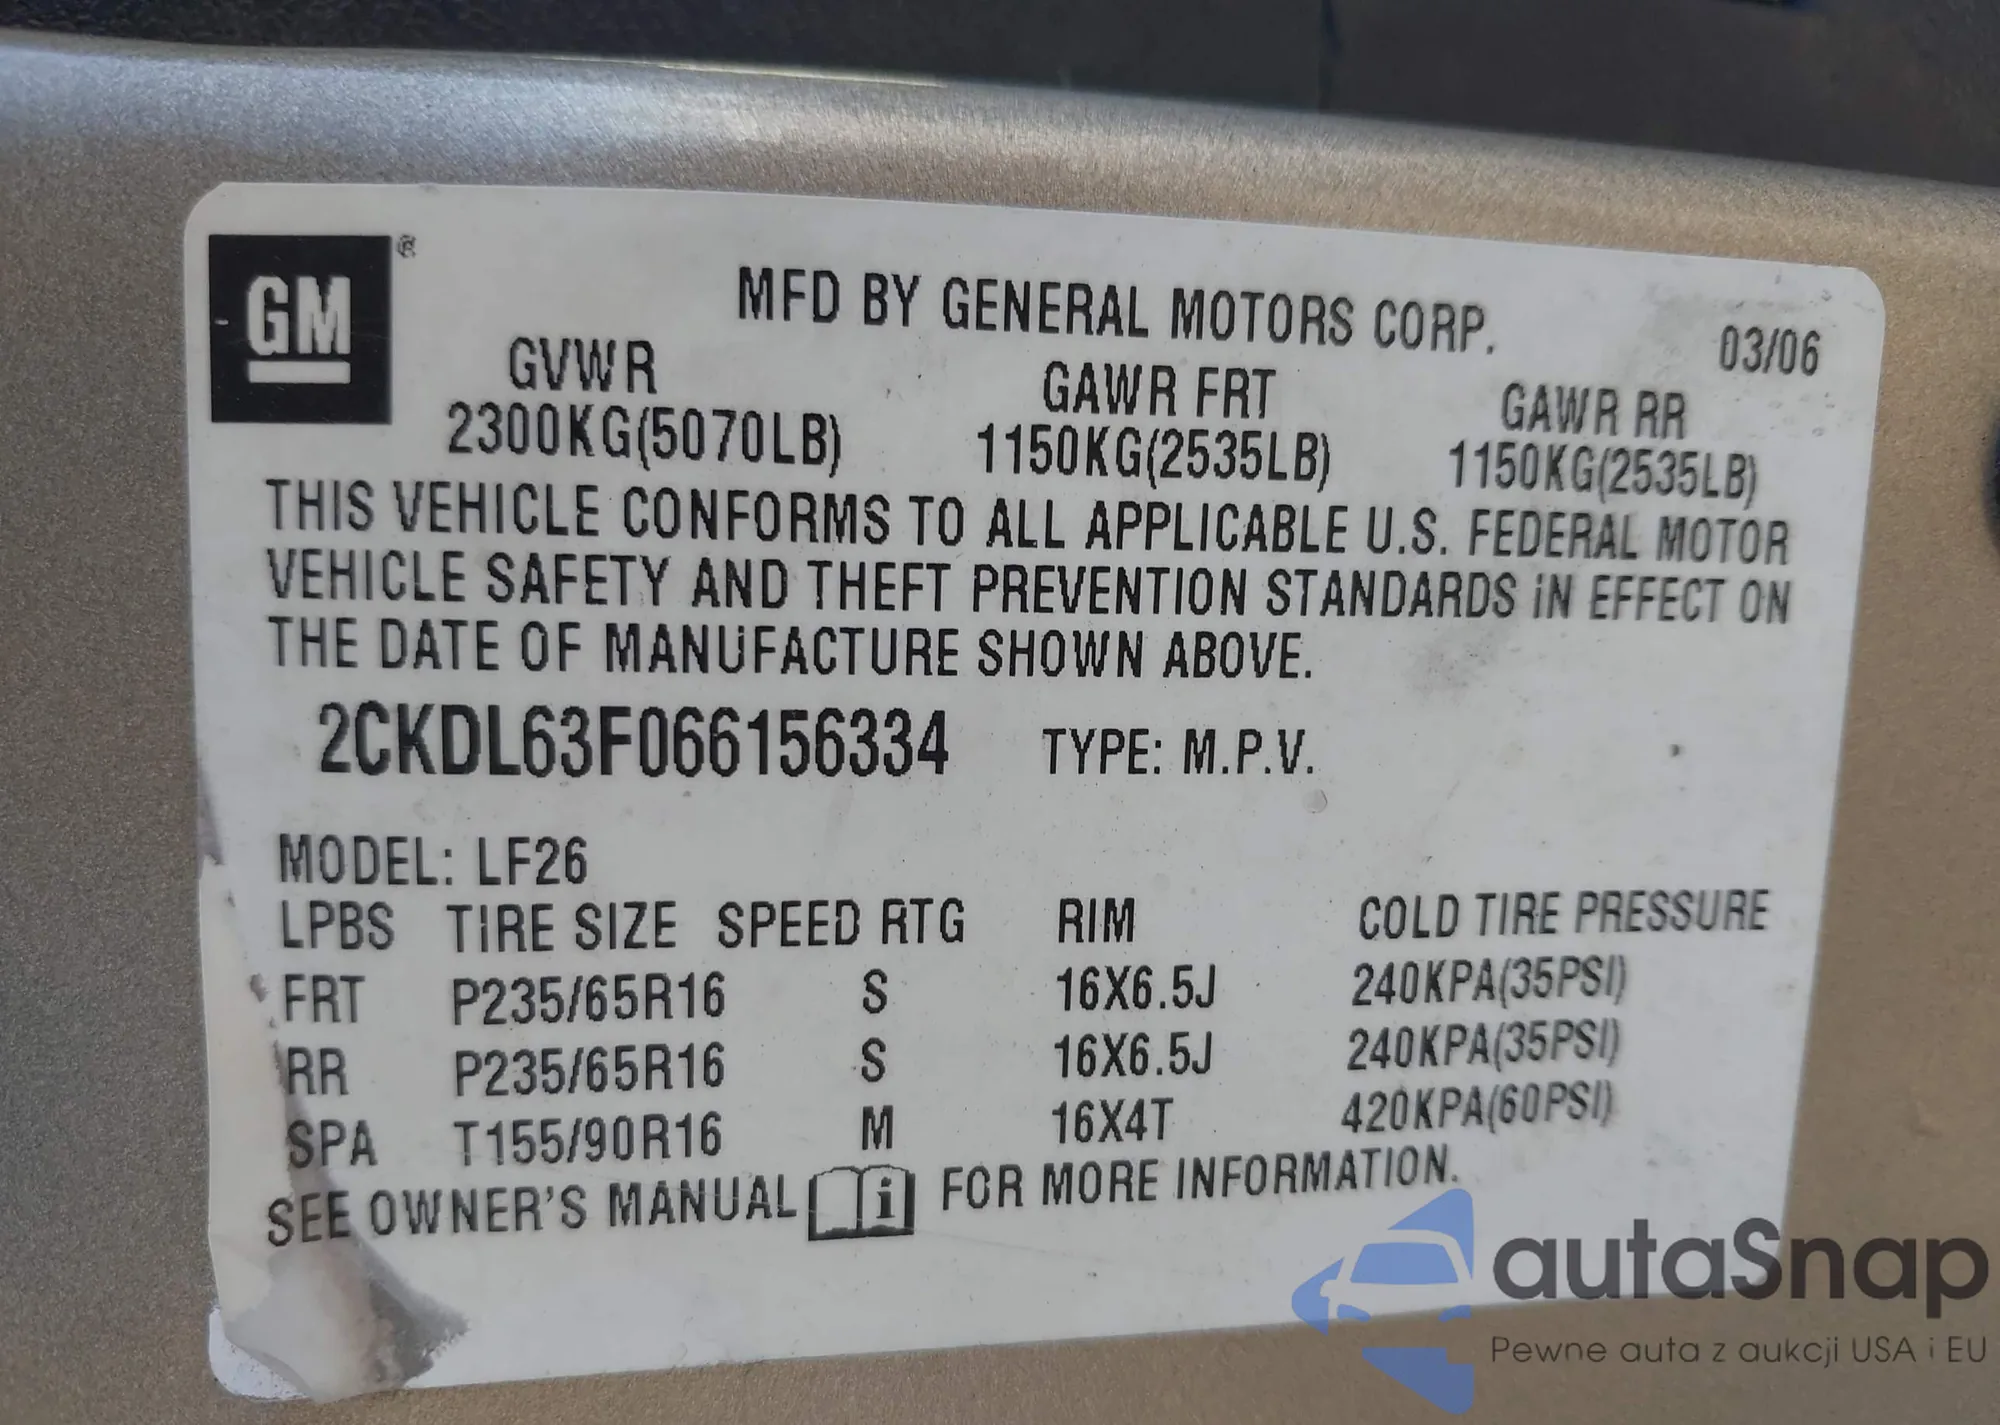 GM ®
MFD BY GENERAL MOTORS CORP.
03/06
GVWR GAWR FRT GAWR RR
2300KG(5070LB) 1150KG(2535LB) 1150KG(2535LB)
THIS VEHICLE CONFORMS TO ALL APPLICABLE U.S. FEDERAL MOTOR
VEHICLE SAFETY AND THEFT PREVENTION STANDARDS IN EFFECT ON
THE DATE OF MANUFACTURE SHOWN ABOVE.
2CKDL63F066156334 TYPE: M.P.V.
MODEL: LF26
LPBS TIRE SIZE SPEED RTG RIM COLD TIRE PRESSURE
FRT P235/65R16 S 16X6.5J 240KPA(35PSI)
RR P235/65R16 S 16X6.5J 240KPA(35PSI)
SPA T155/90R16 M 16X4T 420KPA(60PSI)
SEE OWNER'S MANUAL i FOR MORE INFORMATION.
autaSnap
Pewne auta z aukcji USA i EU